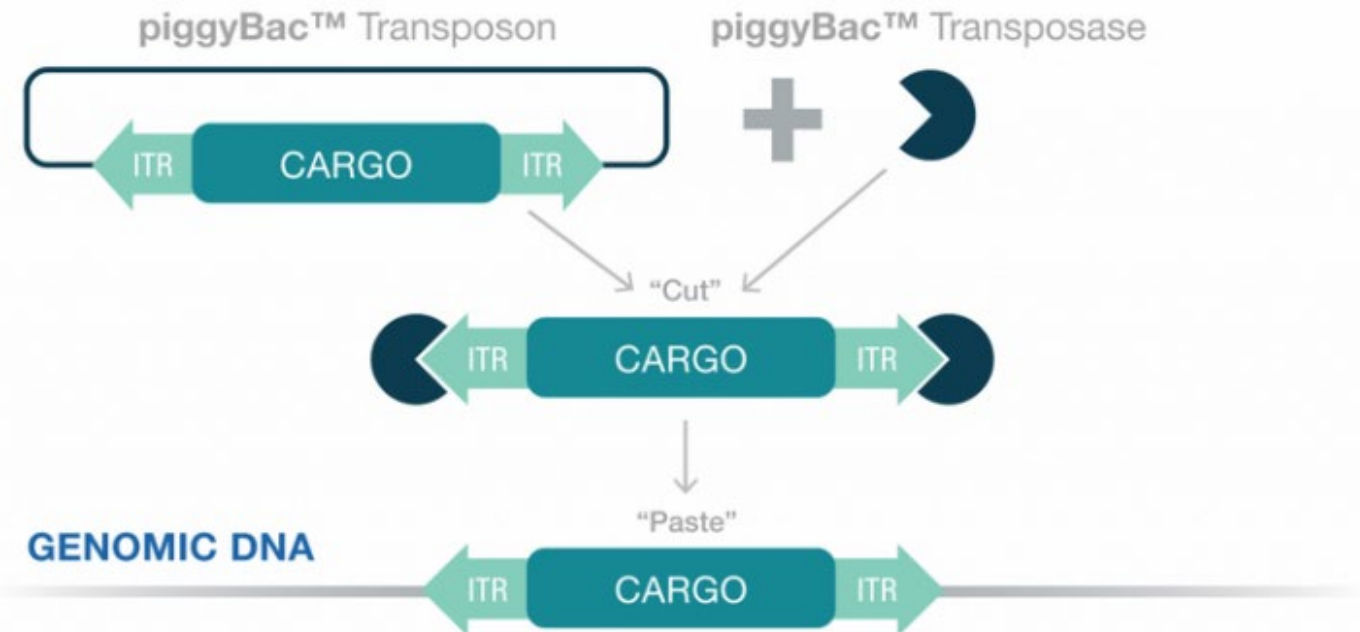 piggyBac™ Transposon
piggyBac™ Transposase
ITR CARGO ITR
“Cut”
ITR CARGO ITR
“Paste”
GENOMIC DNA
ITR CARGO ITR